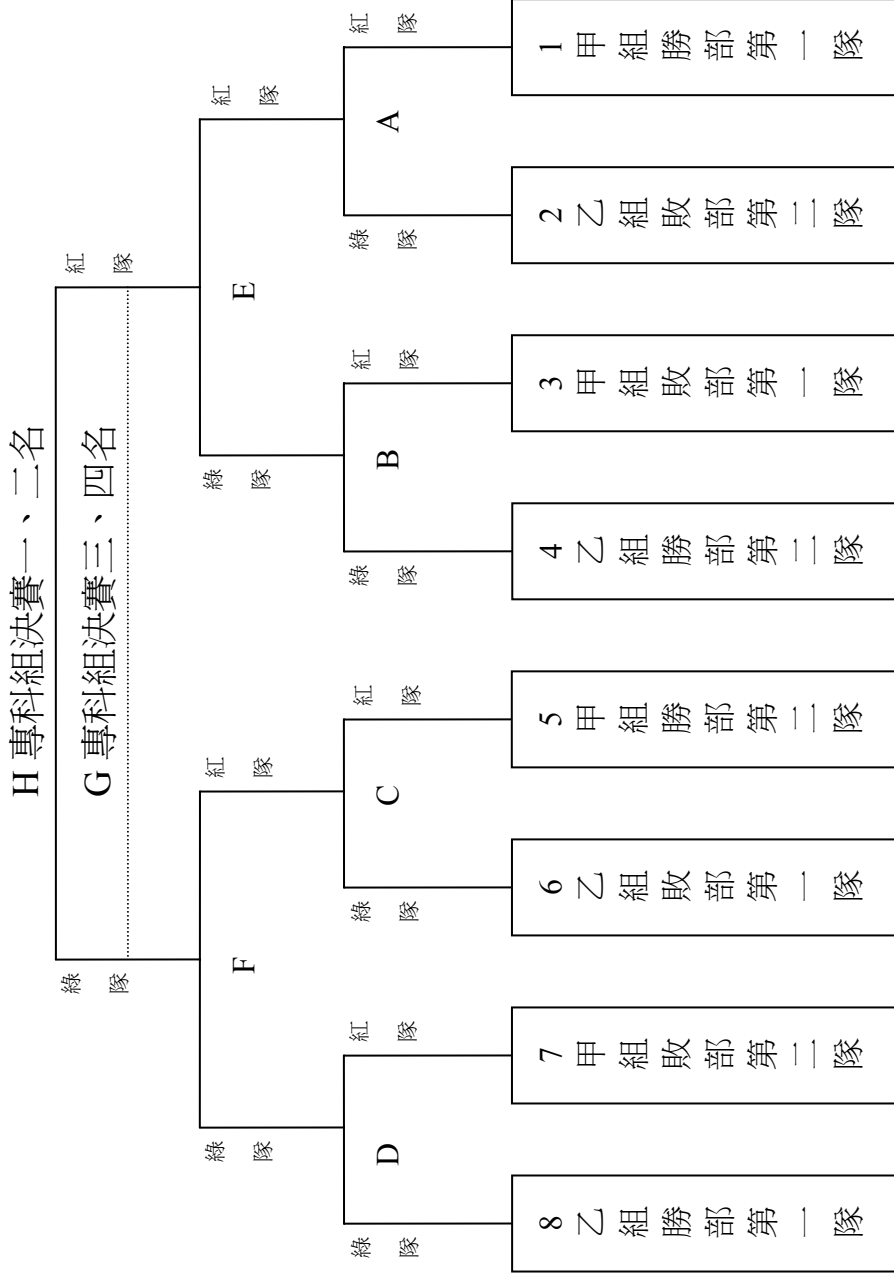 H 專科組決賽一、二名
G 專科組決賽三、四名
綠隊
紅隊
F
E
綠隊
紅隊
綠隊
紅隊
D
C
B
A
綠隊
紅隊
綠隊
紅隊
綠隊
紅隊
綠隊
紅隊
8 乙組勝部第一隊
7 甲組敗部第二隊
6 乙組敗部第一隊
5 甲組勝部第二隊
4 乙組勝部第二隊
3 甲組敗部第一隊
2 乙組敗部第二隊
1 甲組勝部第一隊